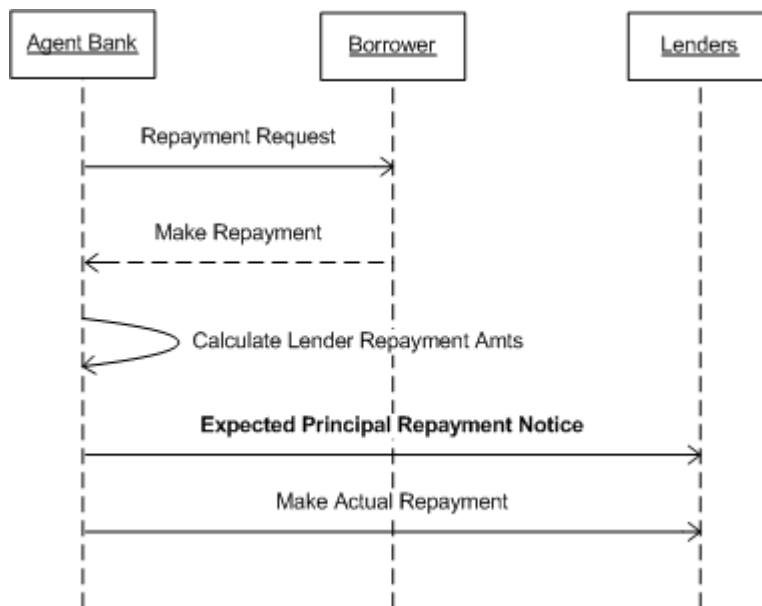 Agent Bank
Borrower
Lenders
Repayment Request
Make Repayment
Calculate Lender Repayment Amts
Expected Principal Repayment Notice
Make Actual Repayment